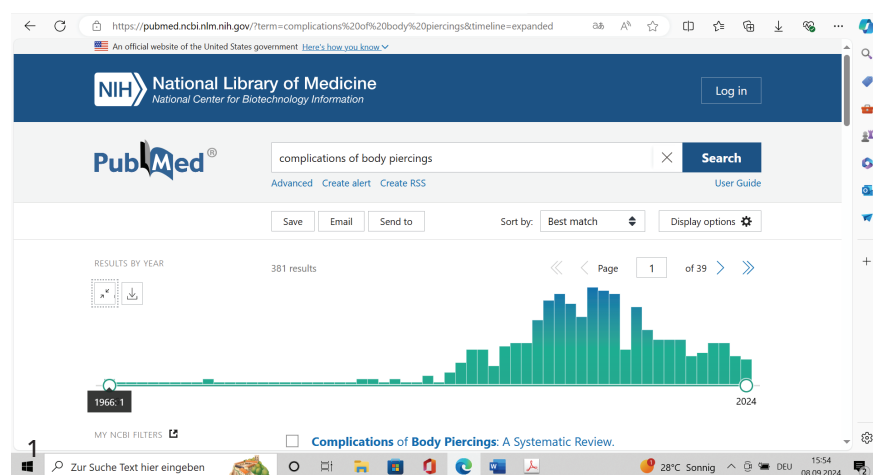 https://pubmed.ncbi.nlm.nih.gov/?term=complications%20of%20body%20piercings&timeline=expanded
An official website of the United States government Here's how you know
NIH National Library of Medicine
National Center for Biotechnology Information
Log in
PubMed®
complications of body piercings
Search
Advanced Create alert Create RSS User Guide
Save Email Send to Sort by: Best match Display options
RESULTS BY YEAR
381 results Page 1 of 39
1966: 1
2024
MY NCBI FILTERS
Complications of Body Piercings: A Systematic Review.
1
Zur Suche Text hier eingeben
28°C Sonnig DEU 15:54
08.09.2024 2